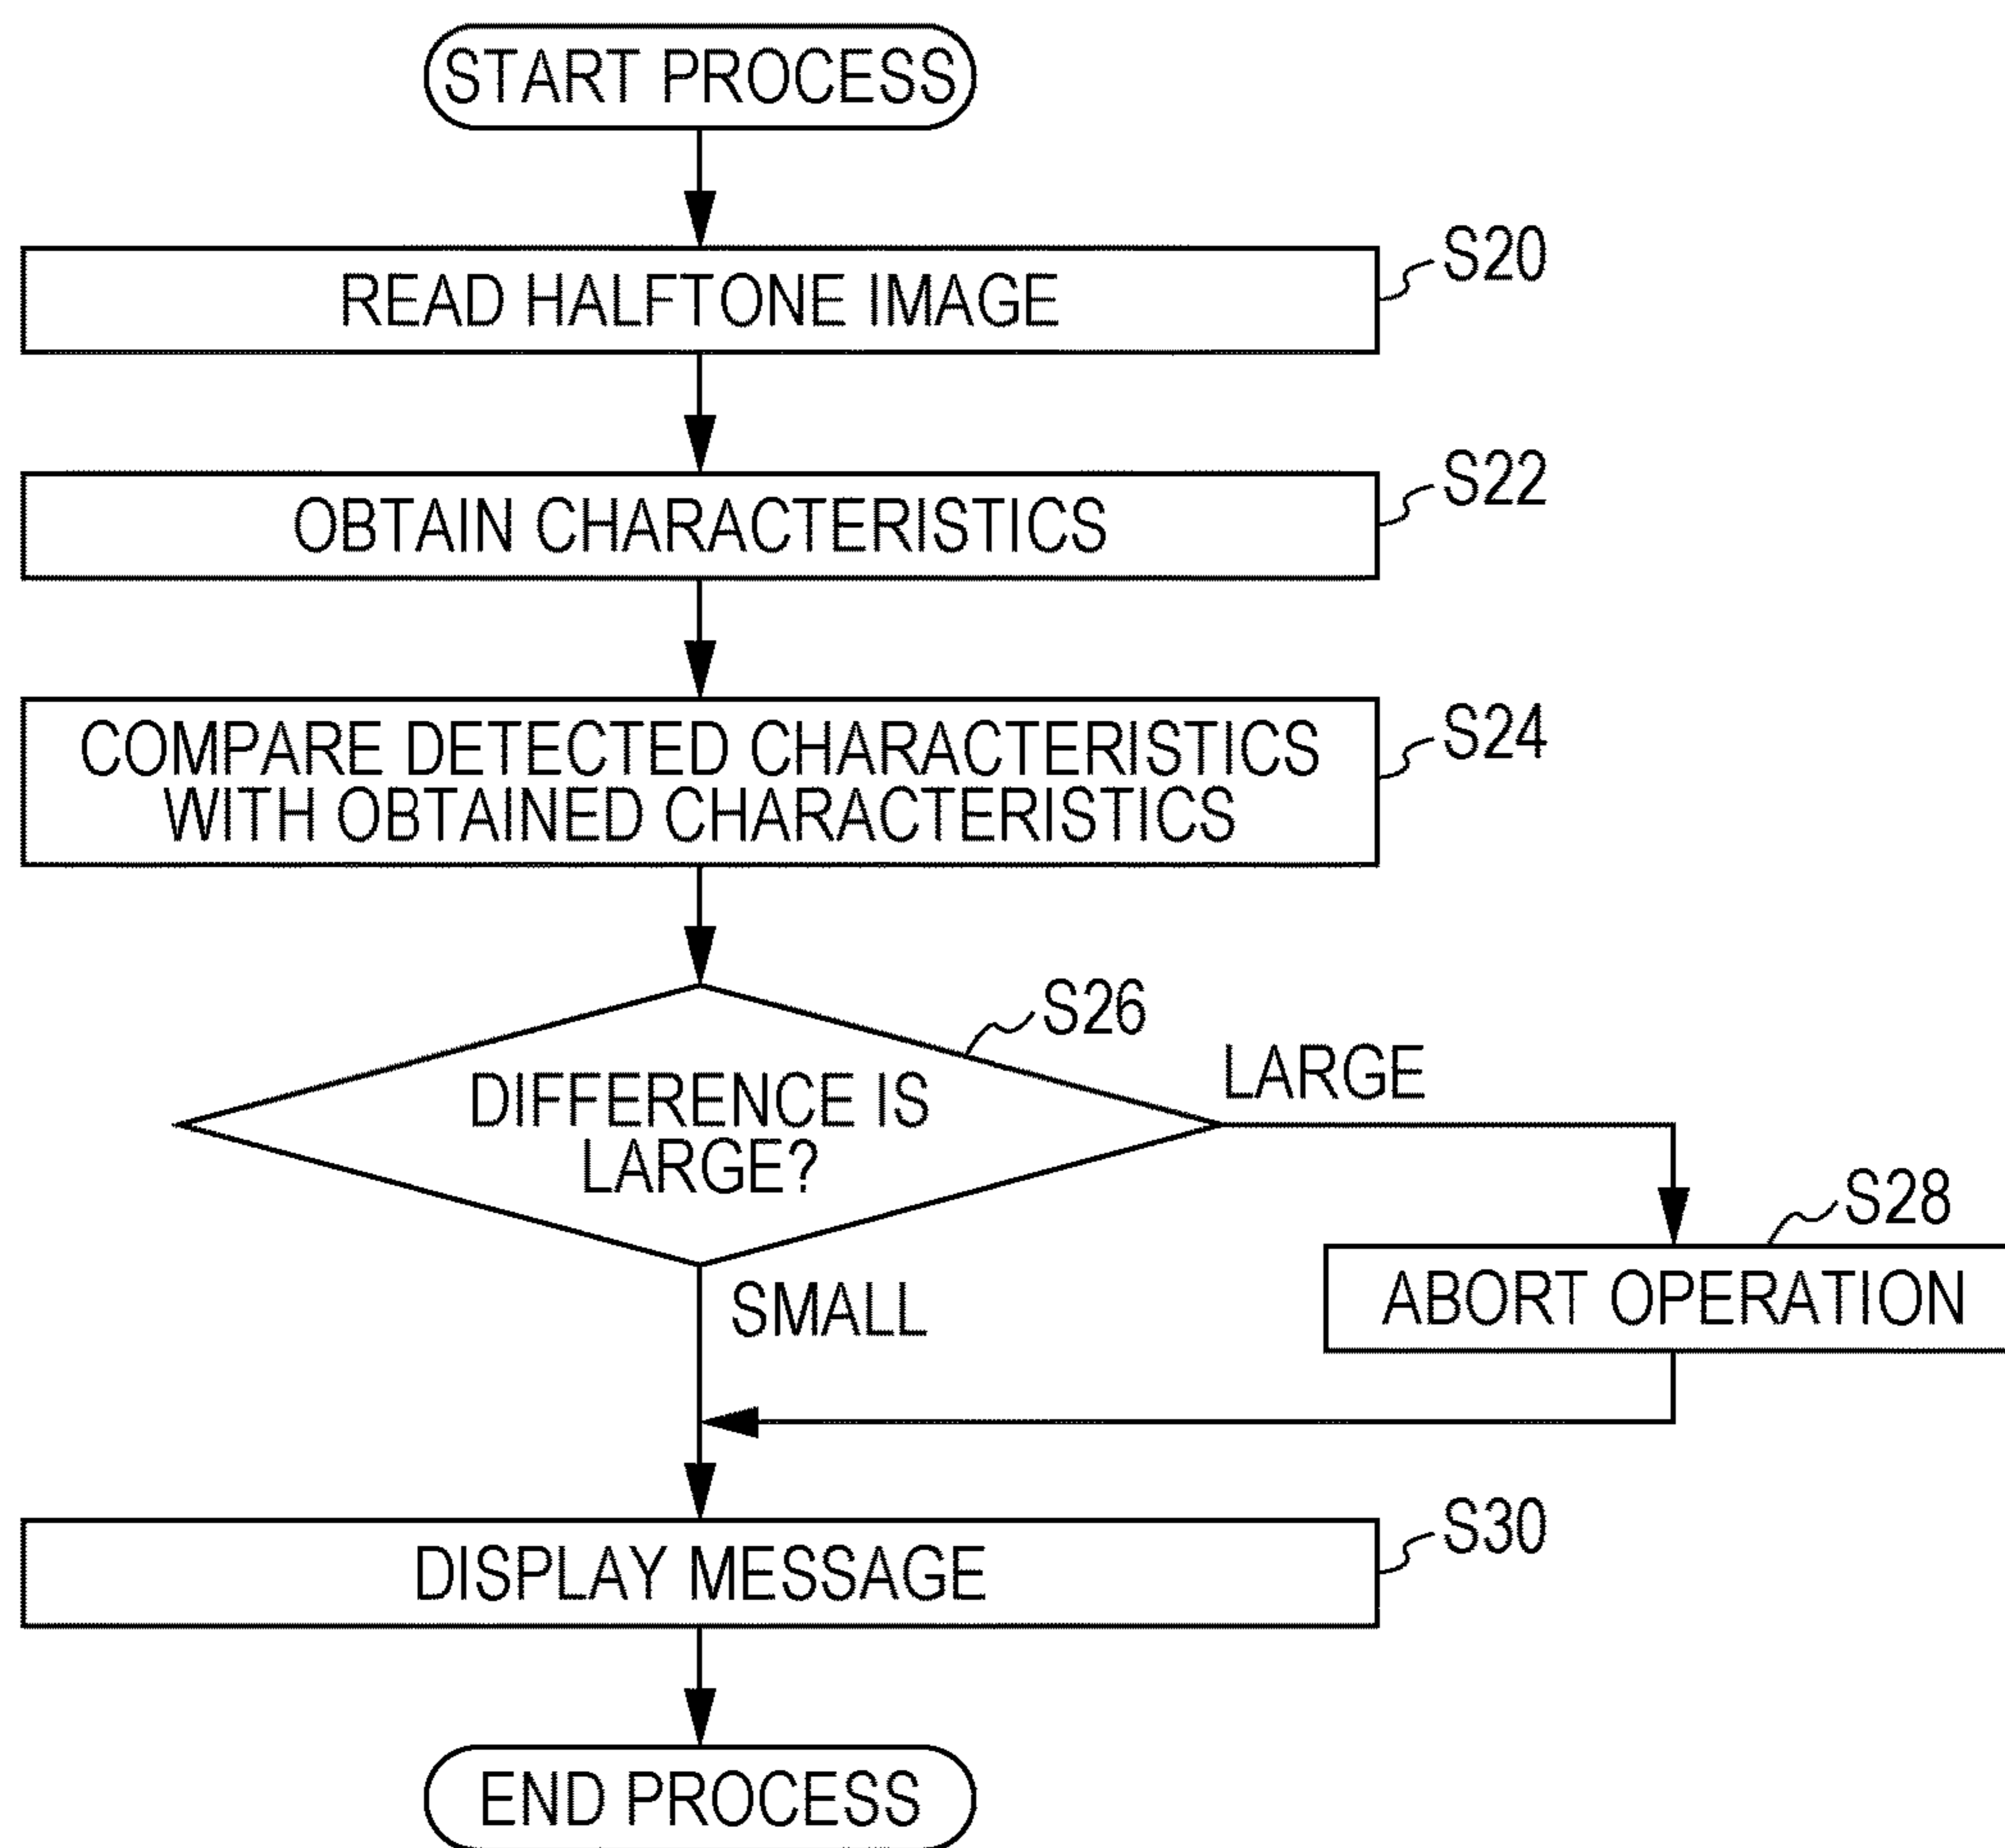 START PROCESS
READ HALFTONE IMAGE
S20
OBTAIN CHARACTERISTICS
S22
COMPARE DETECTED CHARACTERISTICS
WITH OBTAINED CHARACTERISTICS
S24
DIFFERENCE IS
LARGE?
S26
LARGE
SMALL
ABORT OPERATION
S28
DISPLAY MESSAGE
S30
END PROCESS